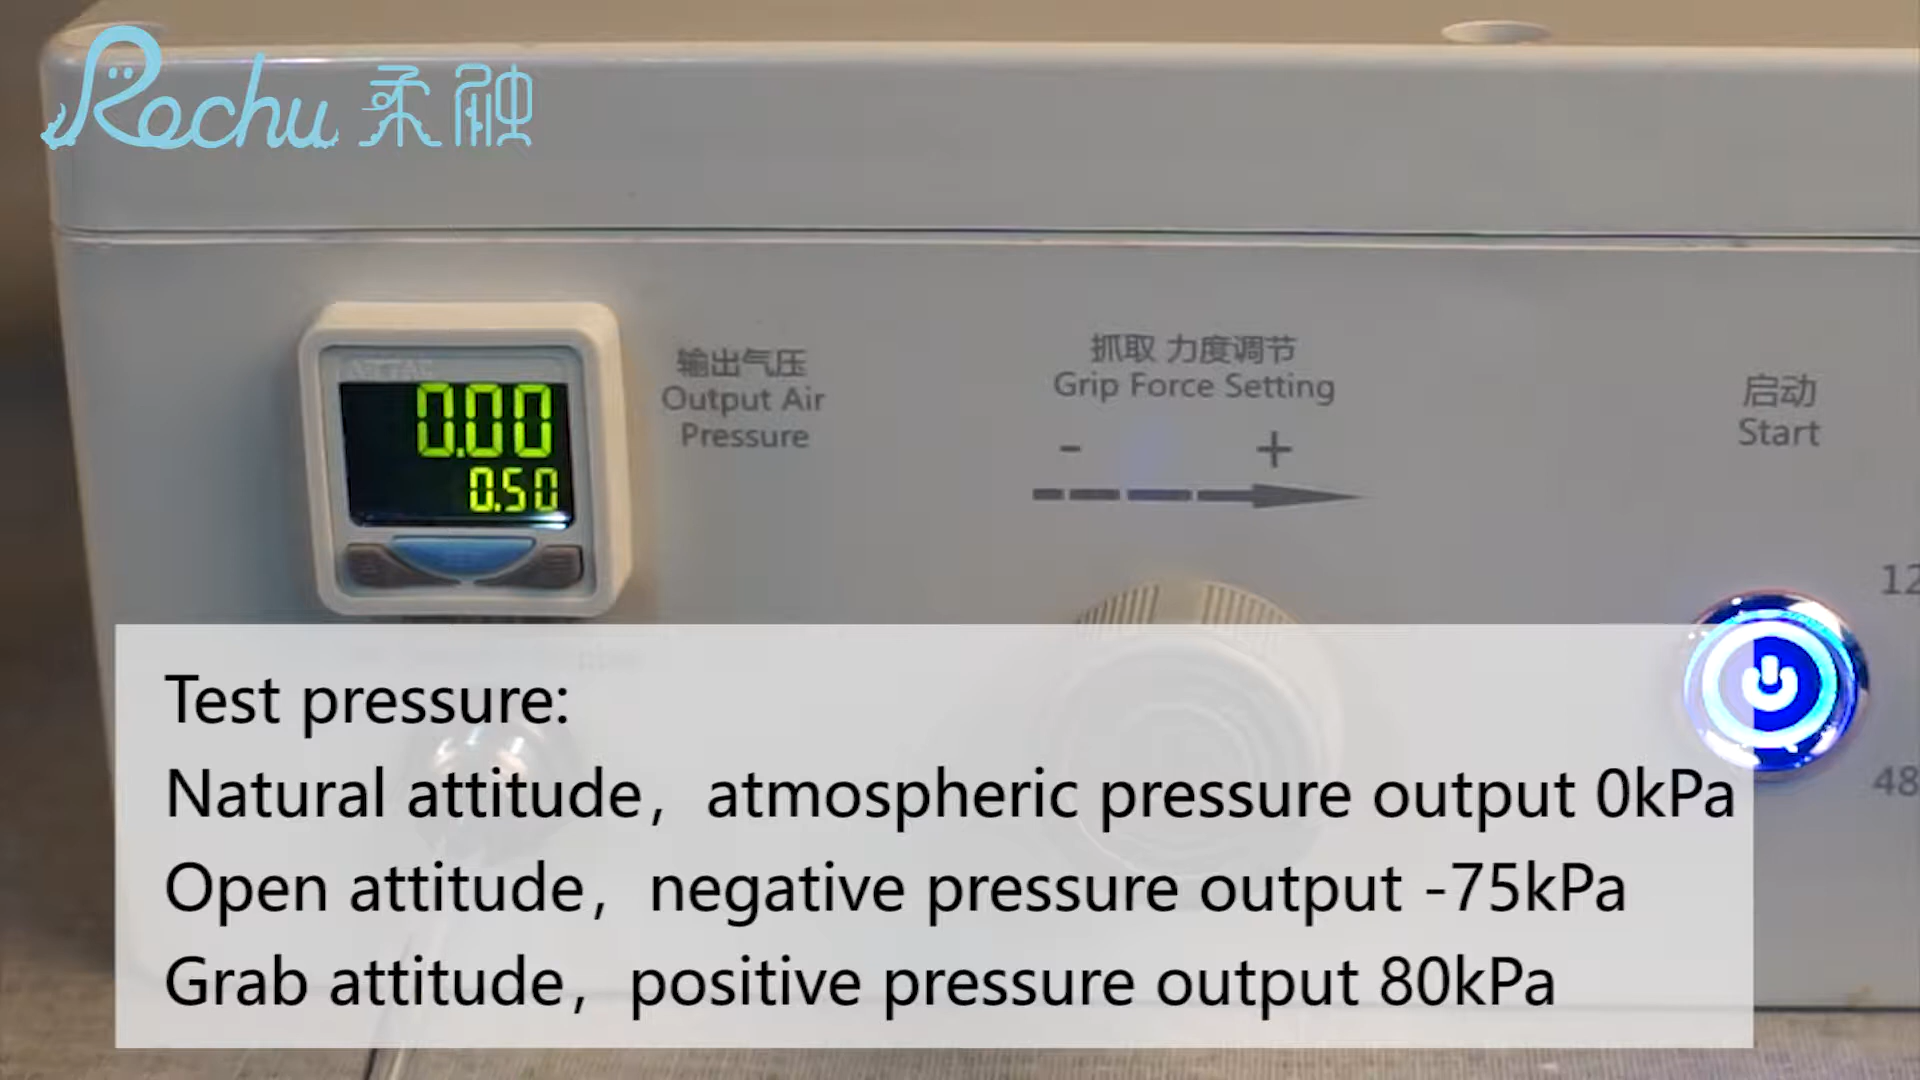 Rochu 柔触
0.00
0.50
输出气压
Output Air
Pressure
抓取 力度调节
Grip Force Setting
- +
启动
Start
12
48
Test pressure:
Natural attitude，atmospheric pressure output 0kPa
Open attitude，negative pressure output -75kPa
Grab attitude，positive pressure output 80kPa